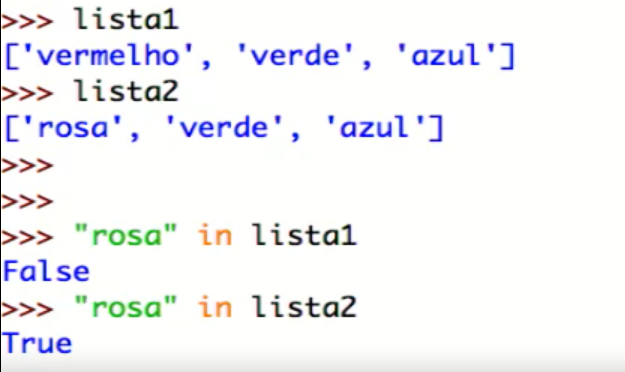 >>> lista1
['vermelho', 'verde', 'azul']
>>> lista2
['rosa', 'verde', 'azul']
>>>
>>>
>>> "rosa" in lista1
False
>>> "rosa" in lista2
True